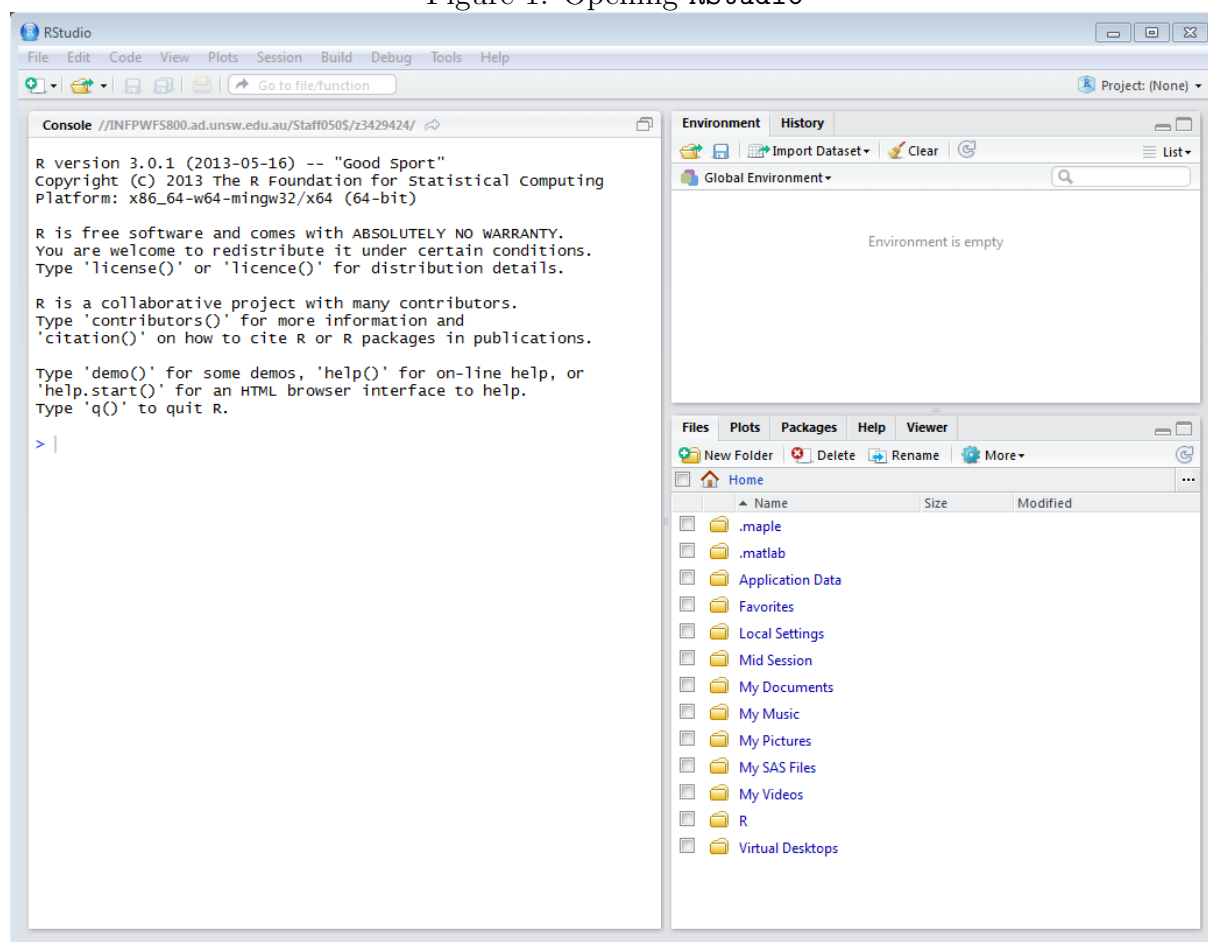 Figure 1: Opening RStudio
RStudio
File Edit Code View Plots Session Build Debug Tools Help
Go to file/function
Project: (None)
Console //INFPWFS800.ad.unsw.edu.au/Staff050$/z3429424/
R version 3.0.1 (2013-05-16) -- "Good Sport"
Copyright (C) 2013 The R Foundation for Statistical Computing
Platform: x86_64-w64-mingw32/x64 (64-bit)
R is free software and comes with ABSOLUTELY NO WARRANTY.
You are welcome to redistribute it under certain conditions.
Type 'license()' or 'licence()' for distribution details.
R is a collaborative project with many contributors.
Type 'contributors()' for more information and
'citation()' on how to cite R or R packages in publications.
Type 'demo()' for some demos, 'help()' for on-line help, or
'help.start()' for an HTML browser interface to help.
Type 'q()' to quit R.
>
Environment History
Import Dataset Clear List
Global Environment
Environment is empty
Files Plots Packages Help Viewer
New Folder Delete Rename More
Home ...
Name Size Modified
.maple
.matlab
Application Data
Favorites
Local Settings
Mid Session
My Documents
My Music
My Pictures
My SAS Files
My Videos
R
Virtual Desktops